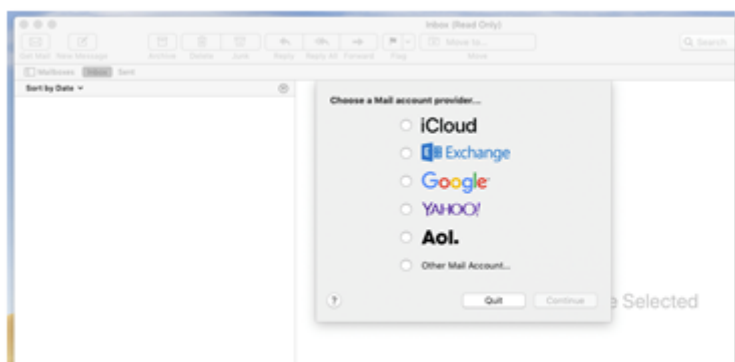 Inbox (Read Only)
Get Mail New Message Archive Delete Junk Reply Reply All Forward Flag Move
Move to...
Search
Mailboxes Inbox Sent
Sort by Date
Choose a Mail account provider...
iCloud
Exchange
Google
YAHOO!
Aol.
Other Mail Account...
? Quit Continue
Selected